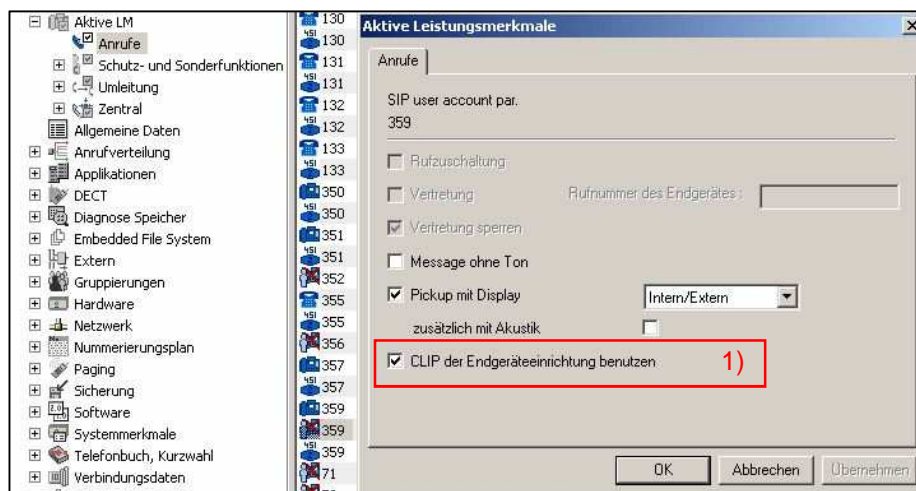 Aktive LM
Anrufe
Schutz- und Sonderfunktionen
Umleitung
Zentral
Allgemeine Daten
Anrufverteilung
Applikationen
DECT
Diagnose Speicher
Embedded File System
Extern
Gruppierungen
Hardware
Netzwerk
Nummerierungsplan
Paging
Sicherung
Software
Systemmerkmale
Telefonbuch, Kurzwahl
Verbindungsdaten
130
130
131
131
132
132
133
133
350
350
351
351
352
355
355
356
357
357
359
359
359
71
Aktive Leistungsmerkmale
Anrufe
SIP user account par.
359
Rufzuschaltung
Vertretung Rufnummer des Endgerätes :
Vertretung sperren
Message ohne Ton
Pickup mit Display Intern/Extern
zusätzlich mit Akustik
CLIP der Endgeräteeinrichtung benutzen 1)
OK Abbrechen Übernehmen